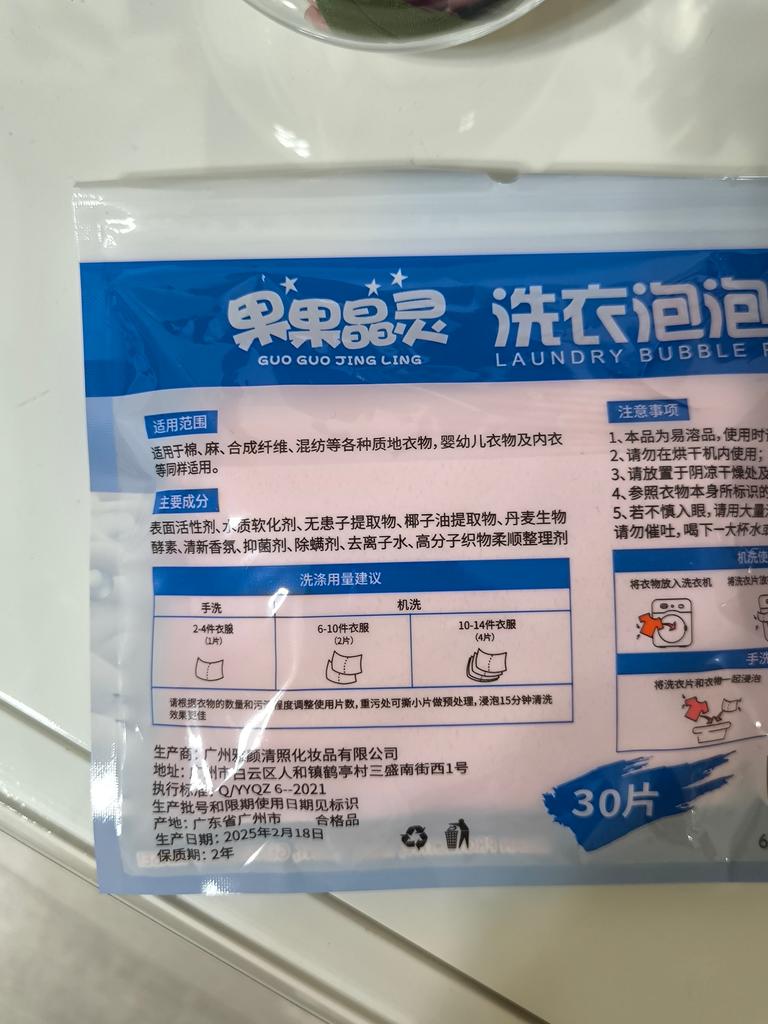 果果晶灵
GUO GUO JING LING
洗衣泡泡
LAUNDRY BUBBLE
适用范围
适用于棉、麻、合成纤维、混纺等各种质地衣物,婴幼儿衣物及内衣
等同样适用。
主要成分
表面活性剂、水质软化剂、无患子提取物、椰子油提取物、丹麦生物
酵素、清新香氛、抑菌剂、除螨剂、去离子水、高分子织物柔顺整理剂
洗涤用量建议
手洗
机洗
2-4件衣服
(1片)
6-10件衣服
(2片)
10-14件衣服
(4片)
请根据衣物的数量和污渍程度调整使用片数,重污处可撕小片做预处理,浸泡15分钟清洗
效果更佳
生产商:广州雅颜清照化妆品有限公司
地址:广州市白云区人和镇鹤亭村三盛南街西1号
执行标准:Q/YYQZ 6--2021
生产批号和限期使用日期见标识
产地:广东省广州市 合格品
生产日期:2025年2月18日
保质期:2年
注意事项
1、本品为易溶品,使用时
2、请勿在烘干机内使用;
3、请放置于阴凉干燥处及
4、参照衣物本身所标识的
5、若不慎入眼,请用大量
请勿催吐,喝下一大杯水
机洗使
将衣物放入洗衣机
将洗衣片放
手洗
将洗衣片和衣物一起浸泡
30片
6